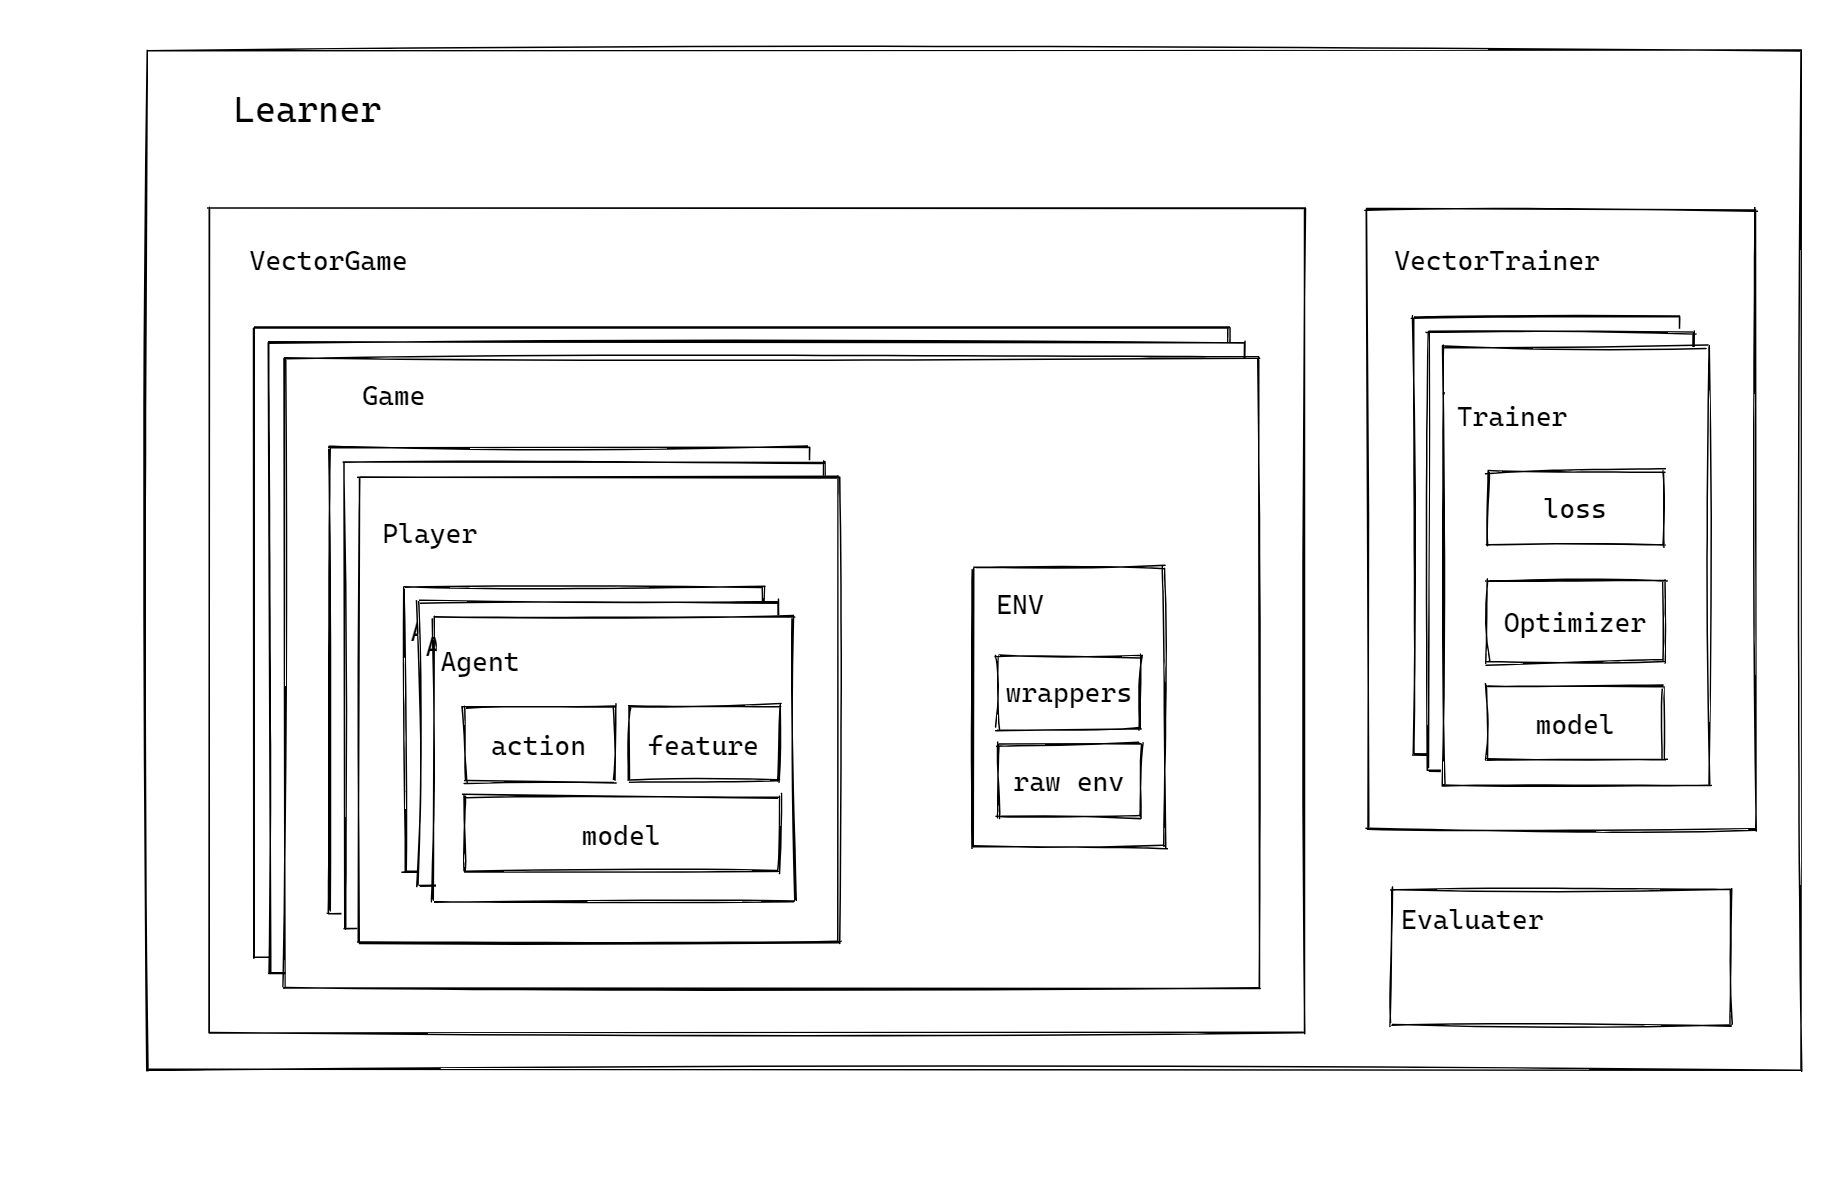 Learner
VectorGame
VectorTrainer
Game
Trainer
loss
Player
ENV
Optimizer
A
A
Agent
wrappers
model
action
feature
raw env
model
Evaluater